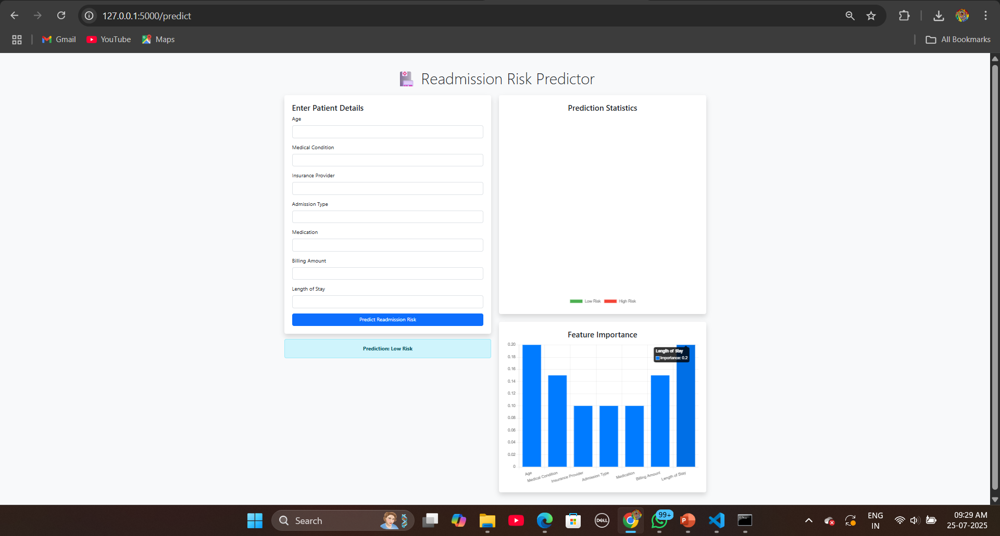 127.0.0.1:5000/predict
Gmail
YouTube
Maps
All Bookmarks
Readmission Risk Predictor
Enter Patient Details
Age
Medical Condition
Insurance Provider
Admission Type
Medication
Billing Amount
Length of Stay
Predict Readmission Risk
Prediction: Low Risk
Prediction Statistics
Low Risk
High Risk
Feature Importance
0.20
0.18
0.16
0.14
0.12
0.10
0.08
0.06
0.04
0.02
0
Length of Stay
Importance: 0.2
Age
Medical Condition
Insurance Provider
Admission Type
Medication
Billing Amount
Length of Stay
Search
DELL
99+
P
ENG
IN
09:29 AM
25-07-2025